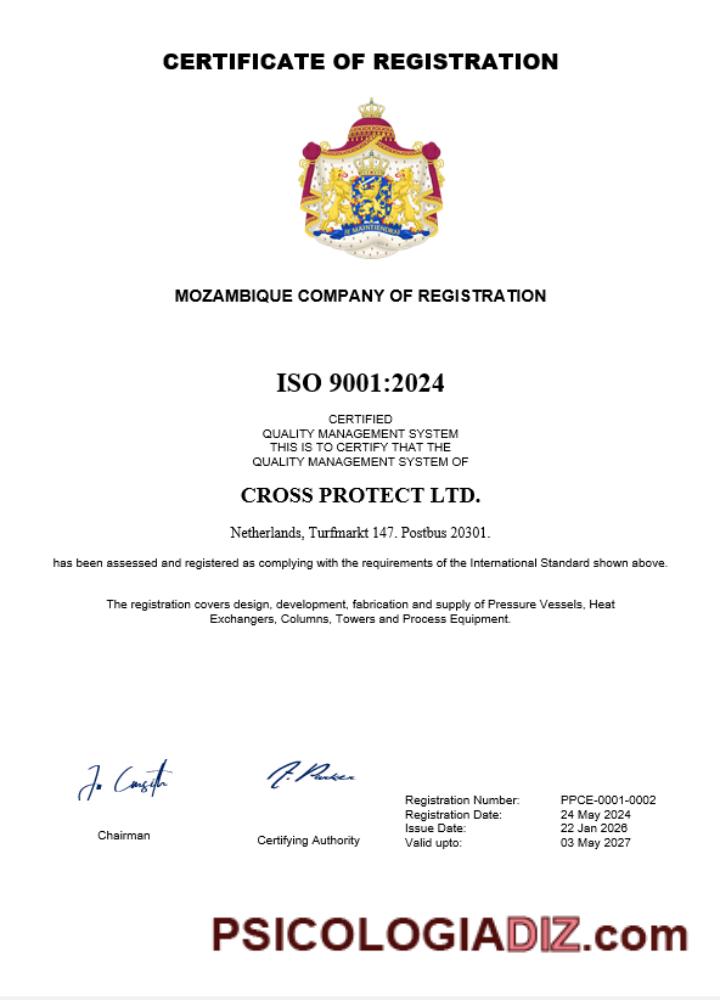 CERTIFICATE OF REGISTRATION
JE MAINTIENDRAI
MOZAMBIQUE COMPANY OF REGISTRATION
ISO 9001:2024
CERTIFIED
QUALITY MANAGEMENT SYSTEM
THIS IS TO CERTIFY THAT THE
QUALITY MANAGEMENT SYSTEM OF
CROSS PROTECT LTD.
Netherlands, Turfmarkt 147. Postbus 20301.
has been assessed and registered as complying with the requirements of the International Standard shown above.
The registration covers design, development, fabrication and supply of Pressure Vessels, Heat
Exchangers, Columns, Towers and Process Equipment.
Chairman
Certifying Authority
Registration Number: PPCE-0001-0002
Registration Date: 24 May 2024
Issue Date: 22 Jan 2026
Valid upto: 03 May 2027
PSICOLOGIADIZ.com